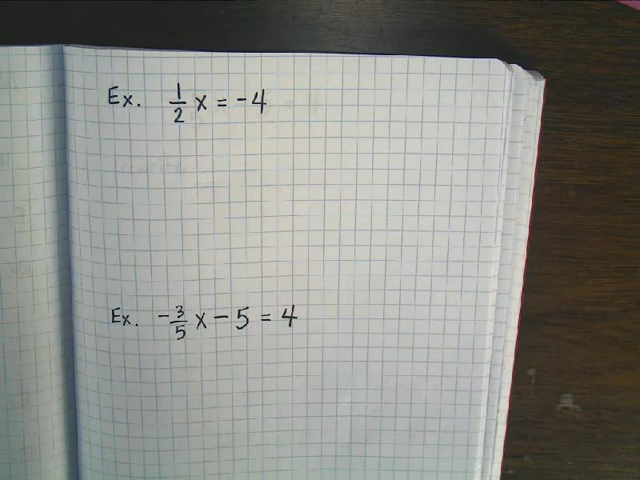 Ex. 1/2 x = -4
Ex. -3/5 x - 5 = 4